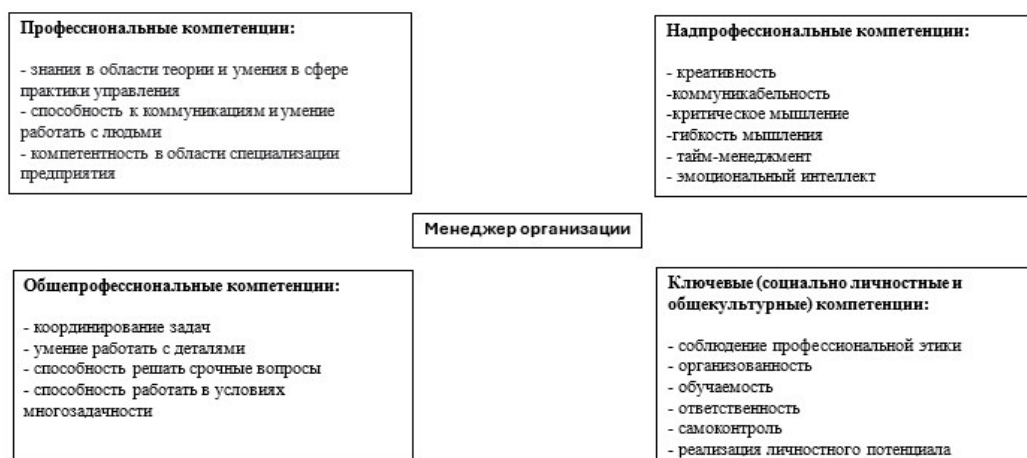 Профессиональные компетенции:
- знания в области теории и умения в сфере
практики управления
- способность к коммуникациям и умение
работать с людьми
- компетентность в области специализации
предприятия
Надпрофессиональные компетенции:
- креативность
-коммуникабельность
-критическое мышление
-гибкость мышления
- тайм-менеджмент
- эмоциональный интеллект
Менеджер организации
Общепрофессиональные компетенции:
- координирование задач
- умение работать с деталями
- способность решать срочные вопросы
- способность работать в условиях
многозадачности
Ключевые (социально личностные и
общекультурные) компетенции:
- соблюдение профессиональной этики
- организованность
- обучаемость
- ответственность
- самоконтроль
- реализация личностного потенциала